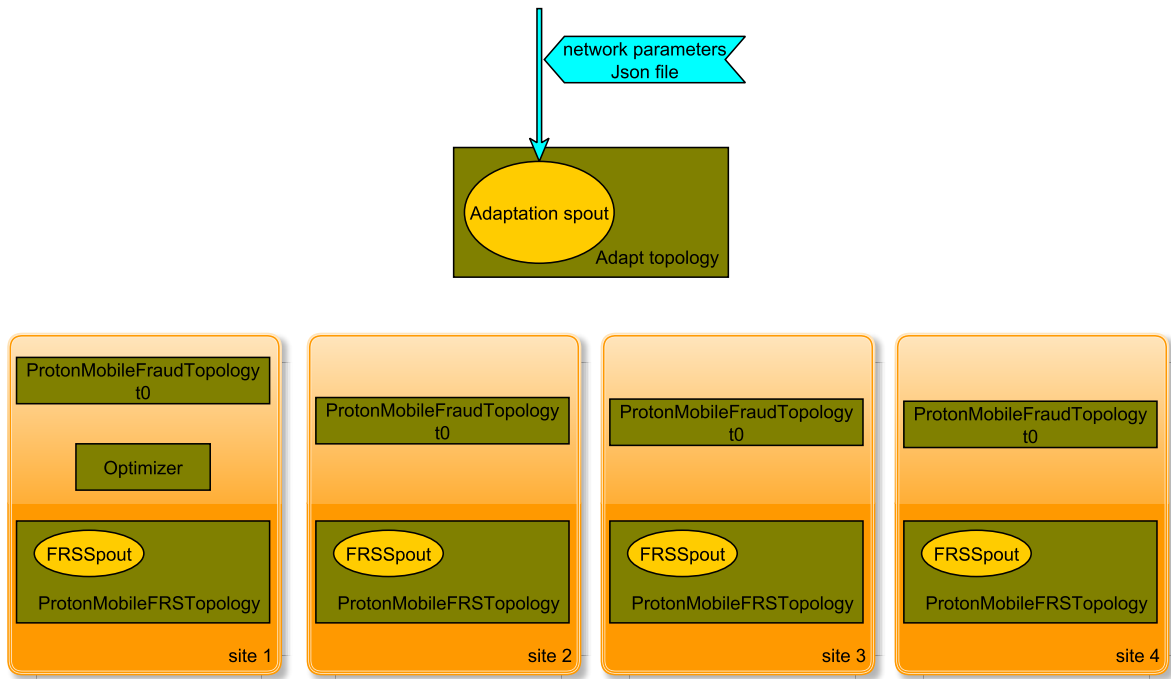 network parameters
Json file
Adaptation spout
Adapt topology
ProtonMobileFraudTopology
t0
Optimizer
FRSSpout
ProtonMobileFRSTopology
site 1
ProtonMobileFraudTopology
t0
FRSSpout
ProtonMobileFRSTopology
site 2
ProtonMobileFraudTopology
t0
FRSSpout
ProtonMobileFRSTopology
site 3
ProtonMobileFraudTopology
t0
FRSSpout
ProtonMobileFRSTopology
site 4